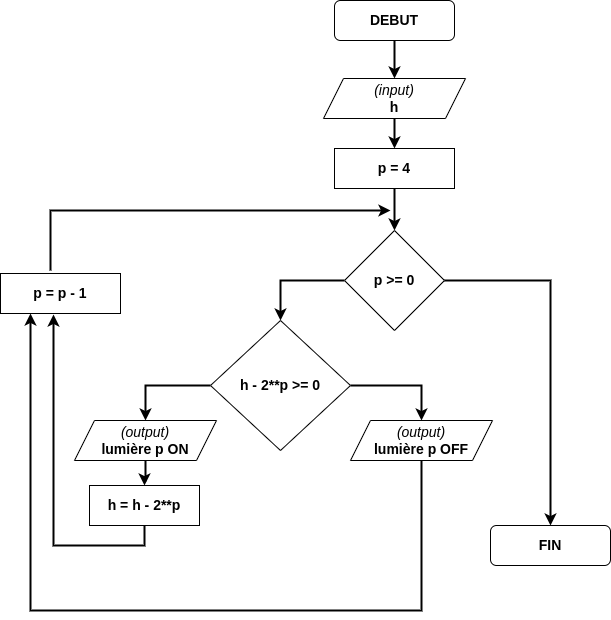 DEBUT
(input)
h
p = 4
p >= 0
p = p - 1
h - 2**p >= 0
(output)
lumière p ON
(output)
lumière p OFF
h = h - 2**p
FIN